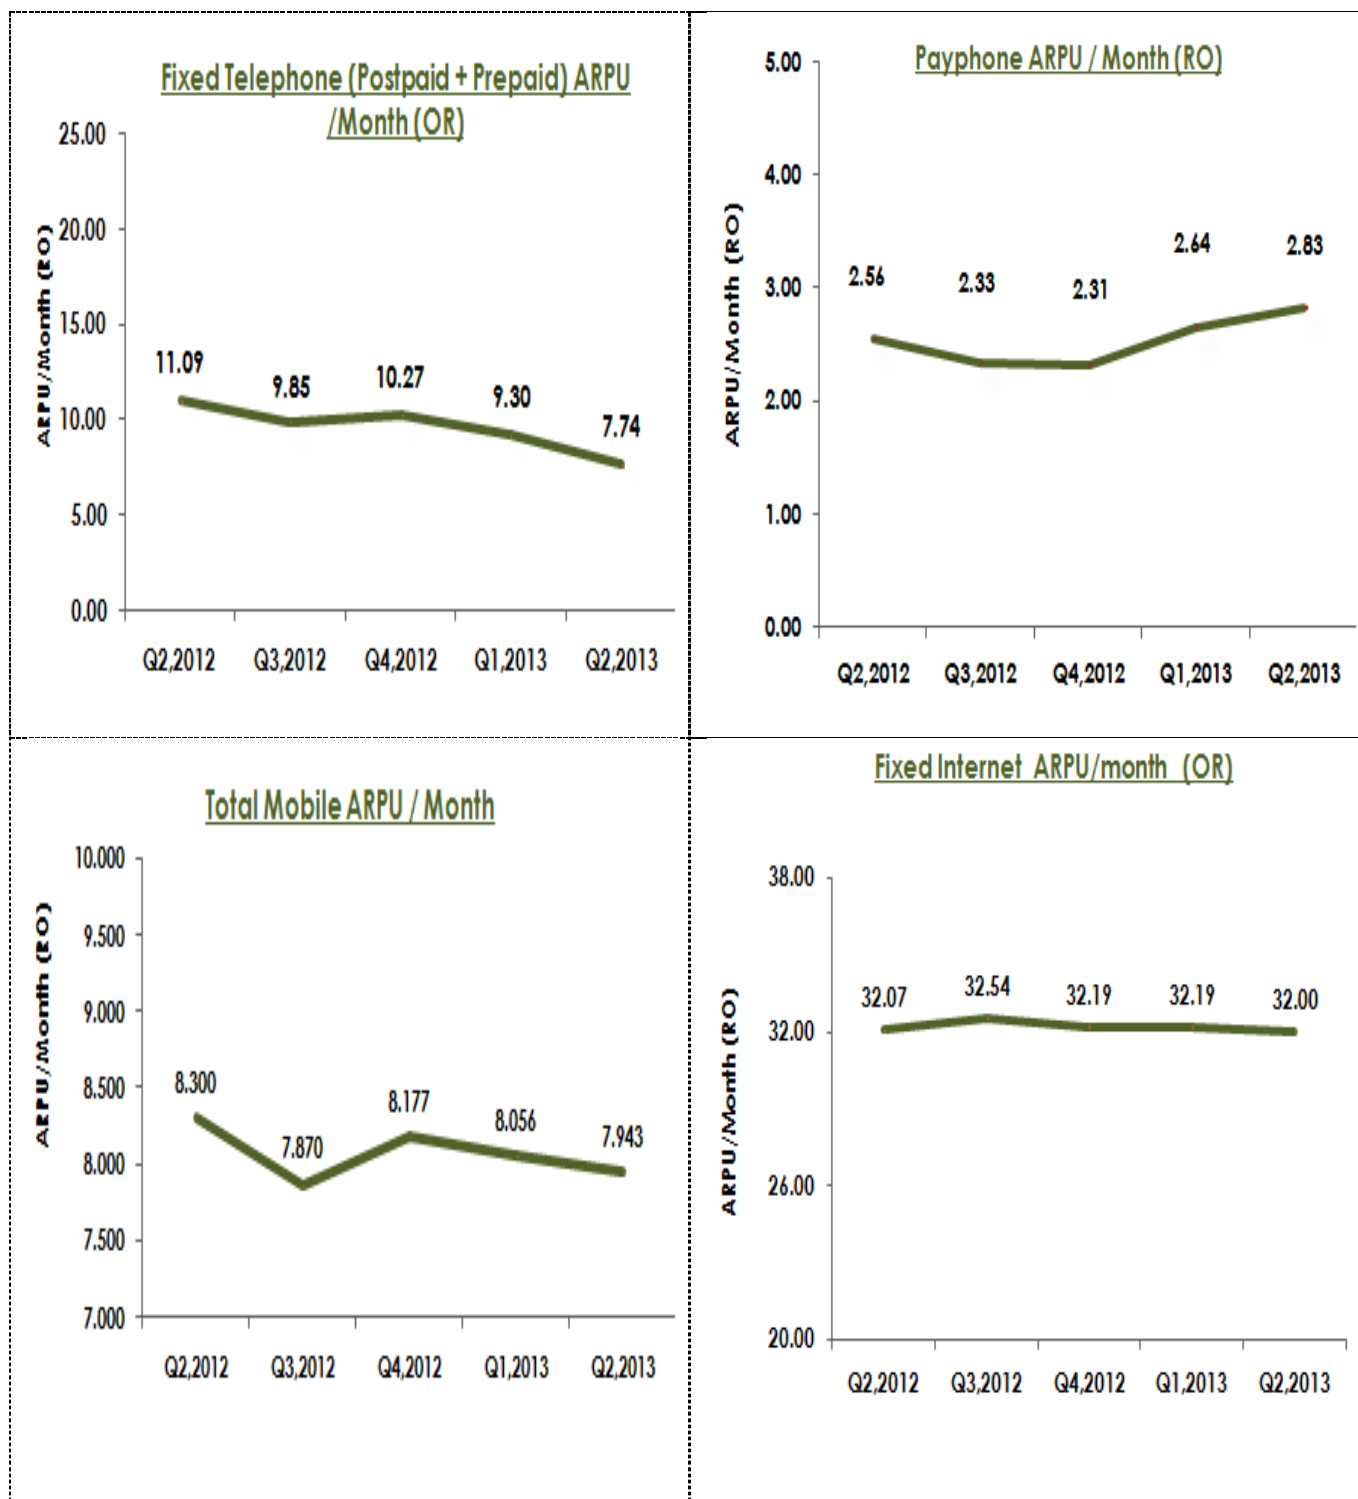 Fixed Telephone (Postpaid + Prepaid) ARPU
/Month (OR)
ARPU/Month (RO)
25.00
20.00
15.00
10.00
5.00
0.00
11.09
9.85
10.27
9.30
7.74
Q2,2012
Q3,2012
Q4,2012
Q1,2013
Q2,2013
Payphone ARPU / Month (RO)
ARPU/Month (RO)
5.00
4.00
3.00
2.00
1.00
0.00
2.56
2.33
2.31
2.64
2.83
Q2,2012
Q3,2012
Q4,2012
Q1,2013
Q2,2013
Total Mobile ARPU / Month
ARPU/Month (RO)
10.000
9.500
9.000
8.500
8.000
7.500
7.000
8.300
7.870
8.177
8.056
7.943
Q2,2012
Q3,2012
Q4,2012
Q1,2013
Q2,2013
Fixed Internet ARPU/month (OR)
ARPU/Month (RO)
38.00
32.00
26.00
20.00
32.07
32.54
32.19
32.19
32.00
Q2,2012
Q3,2012
Q4,2012
Q1,2013
Q2,2013